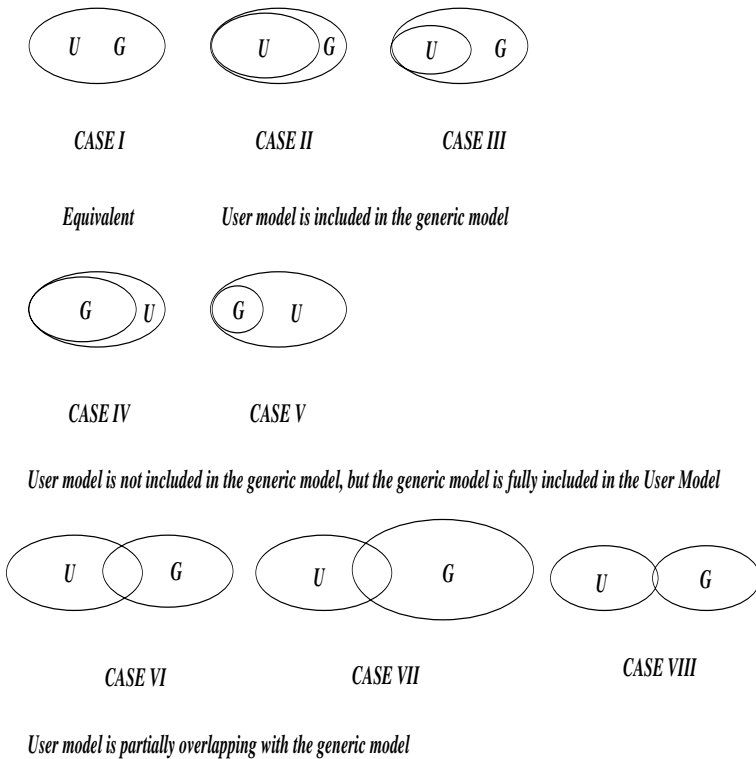 U G U G U G
CASE I CASE II CASE III
Equivalent User model is included in the generic model
G U G U
CASE IV CASE V
User model is not included in the generic model, but the generic model is fully included in the User Model
U G U G U G
CASE VI CASE VII CASE VIII
User model is partially overlapping with the generic model